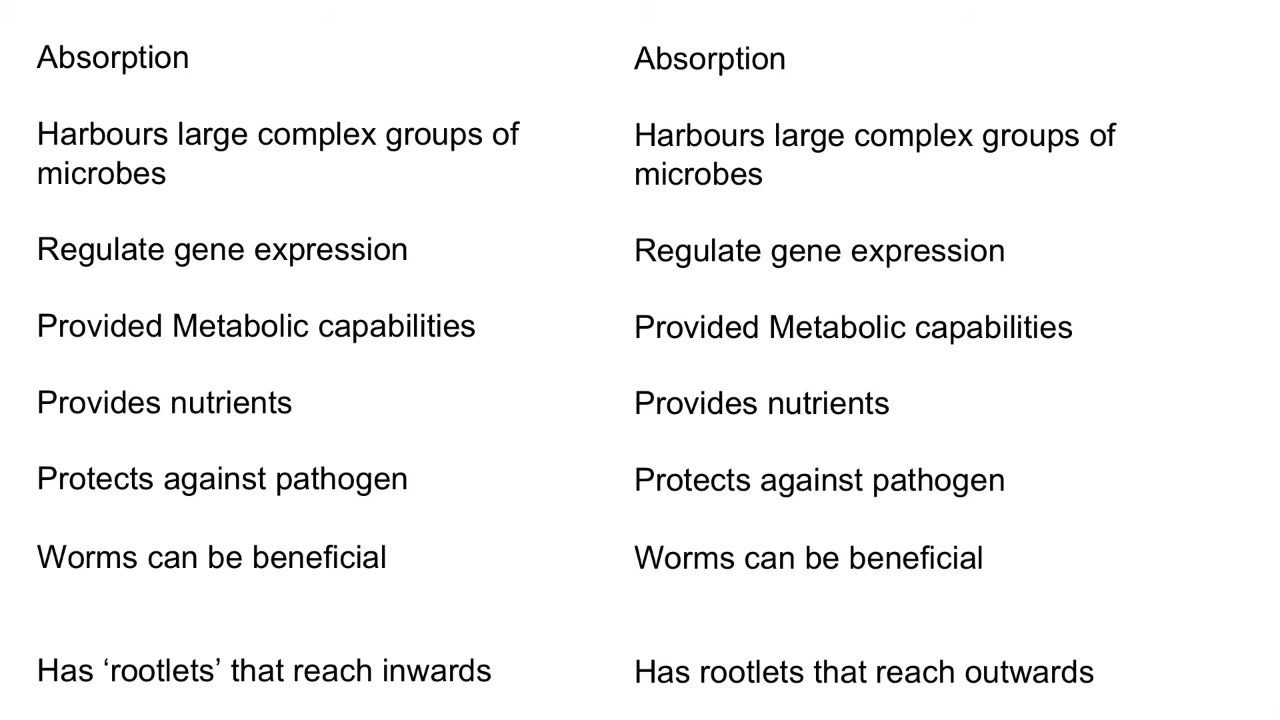 Absorption
Harbours large complex groups of
microbes
Regulate gene expression
Provided Metabolic capabilities
Provides nutrients
Protects against pathogen
Worms can be beneficial
Has ‘rootlets’ that reach inwards
Absorption
Harbours large complex groups of
microbes
Regulate gene expression
Provided Metabolic capabilities
Provides nutrients
Protects against pathogen
Worms can be beneficial
Has rootlets that reach outwards